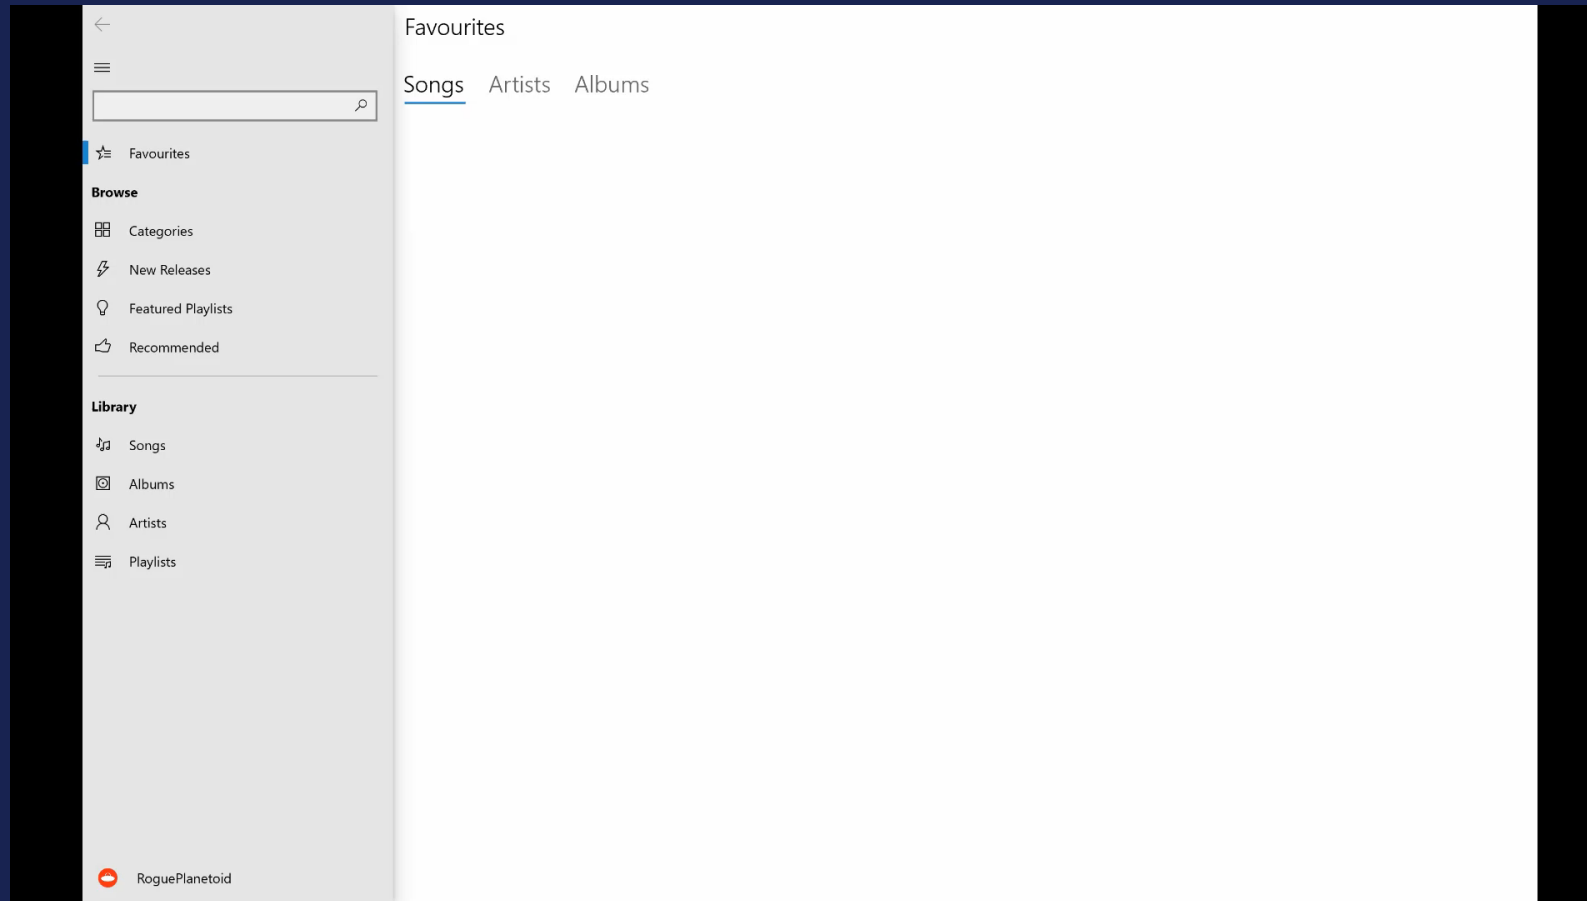 Favourites
Browse
Categories
New Releases
Featured Playlists
Recommended
Library
Songs
Albums
Artists
Playlists
RoguePlanetoid
Favourites
Songs Artists Albums